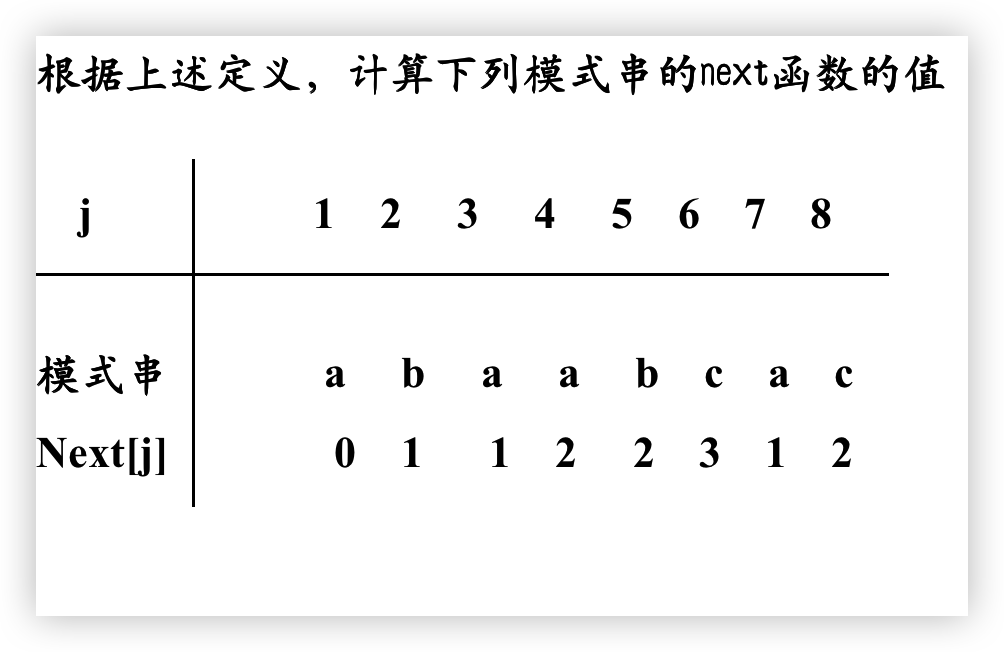 根据上述定义，计算下列模式串的next函数的值
j 1 2 3 4 5 6 7 8
模式串 a b a a b c a c
Next[j] 0 1 1 2 2 3 1 2